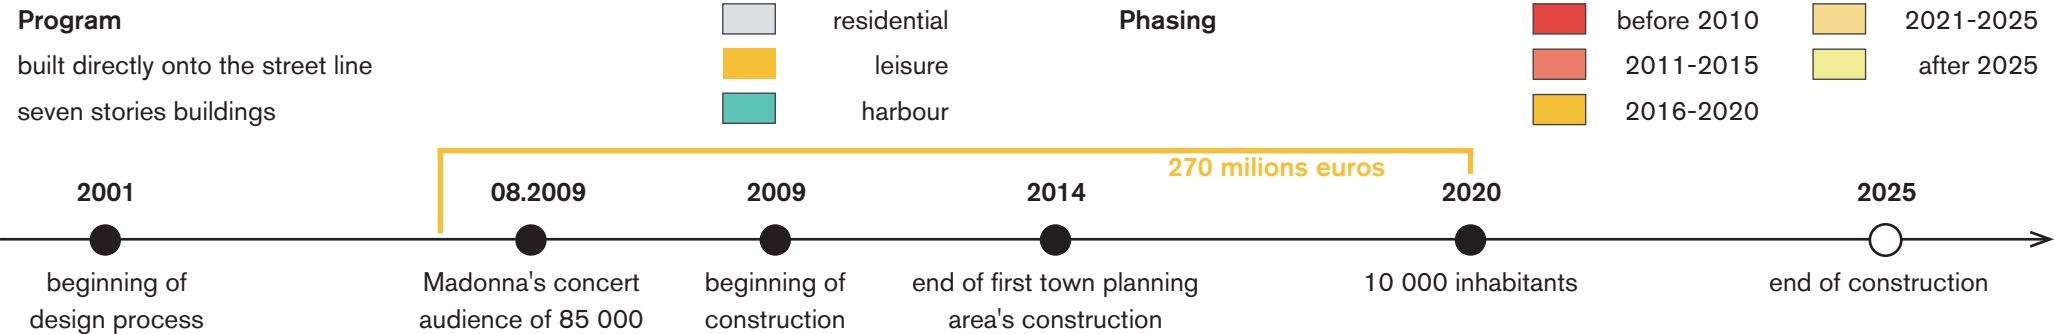 Program
built directly onto the street line
seven stories buildings
residential
leisure
harbour
Phasing
before 2010
2011-2015
2016-2020
2021-2025
after 2025
270 milions euros
2001
08.2009
2009
2014
2020
2025
beginning of
design process
Madonna's concert
audience of 85 000
beginning of
construction
end of first town planning
area's construction
10 000 inhabitants
end of construction